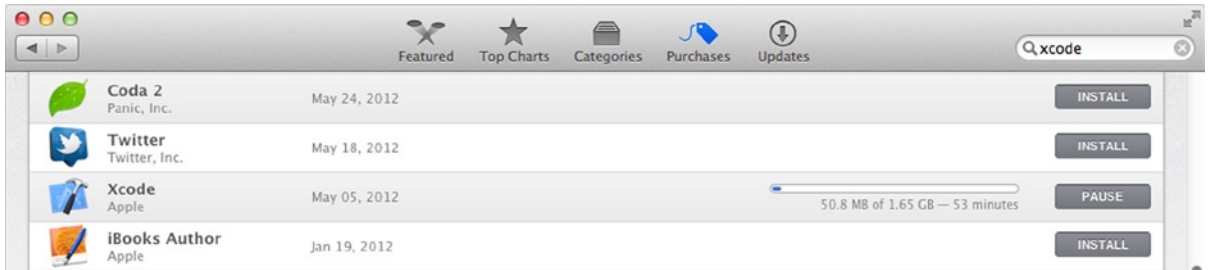 Featured Top Charts Categories Purchases Updates
xcode
Coda 2
Panic, Inc.
May 24, 2012
INSTALL
Twitter
Twitter, Inc.
May 18, 2012
INSTALL
Xcode
Apple
May 05, 2012
50.8 MB of 1.65 GB — 53 minutes
PAUSE
iBooks Author
Apple
Jan 19, 2012
INSTALL